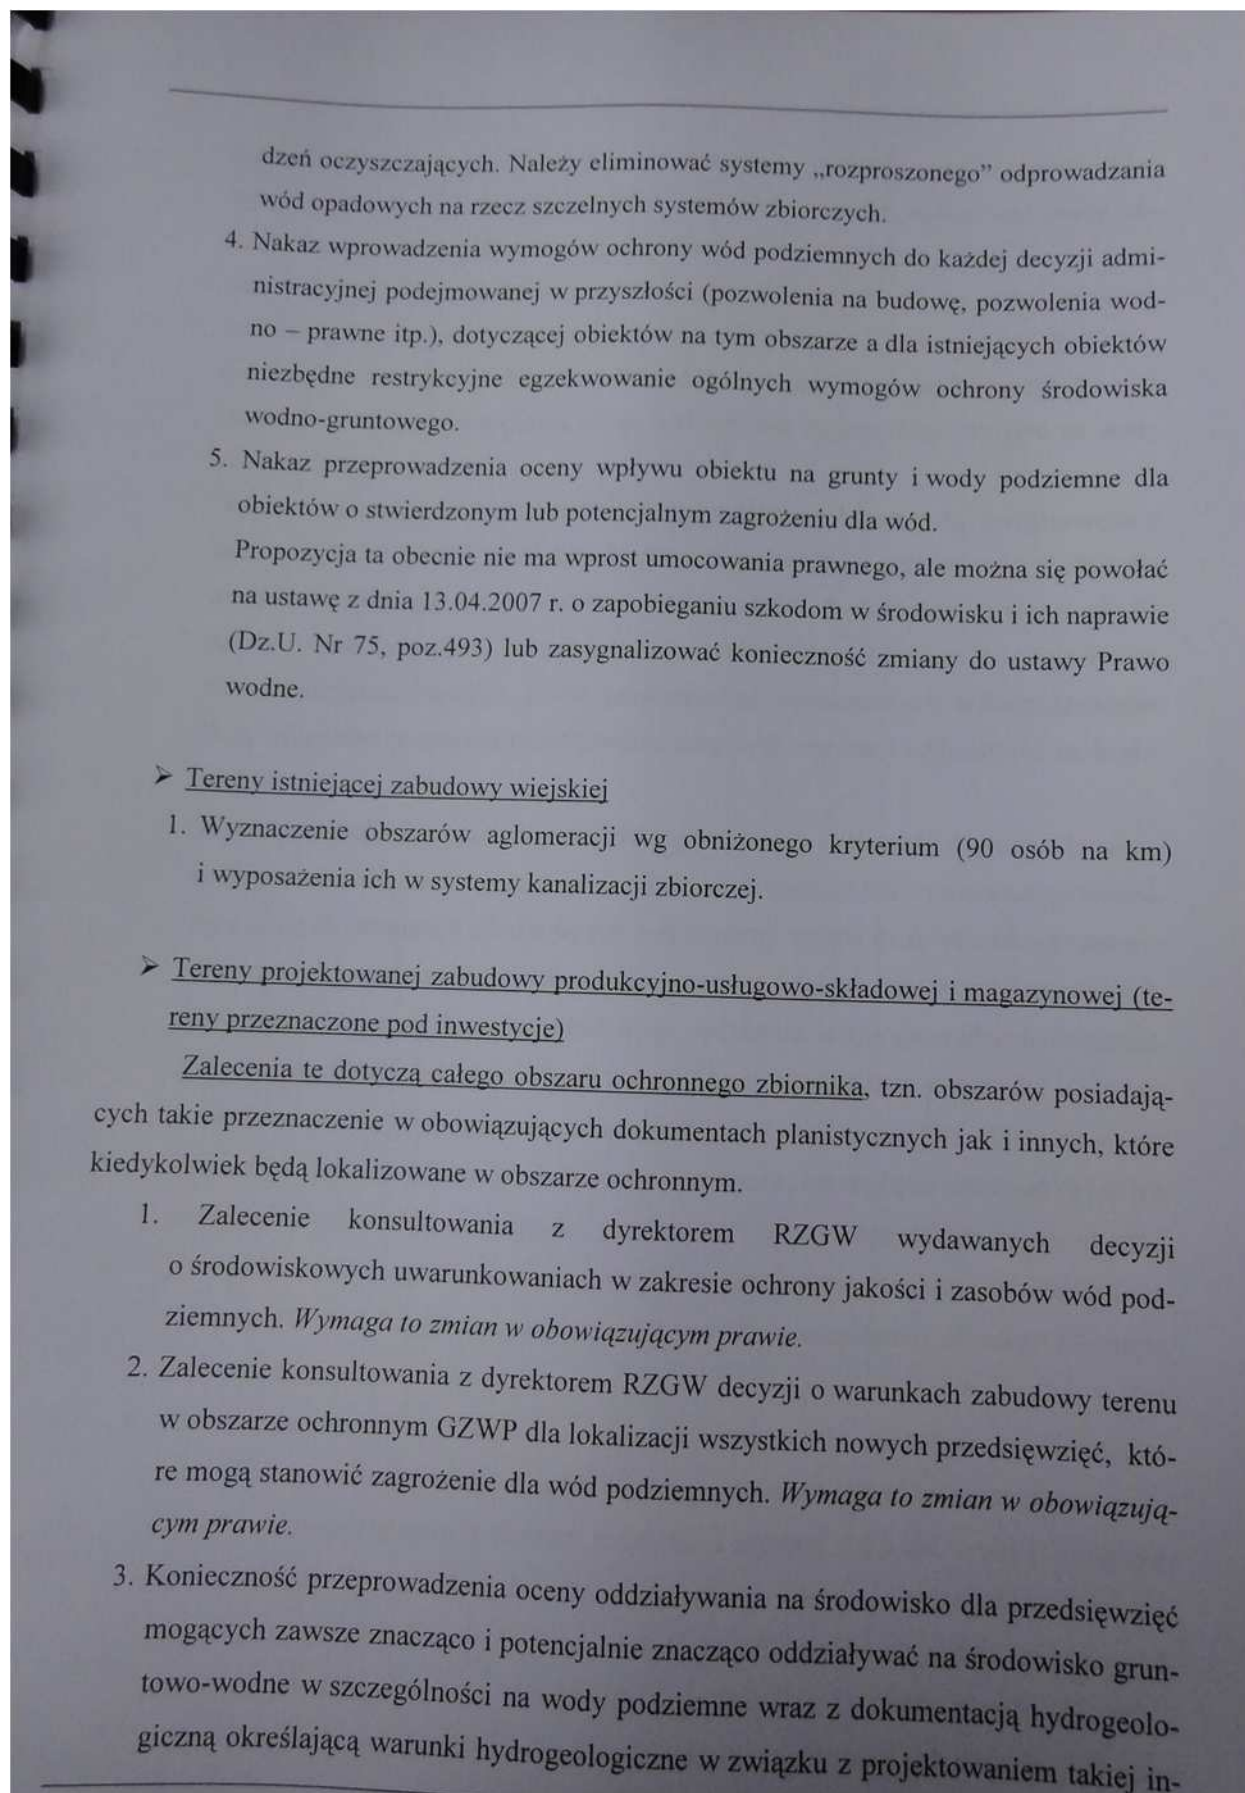 dzeń oczyszczających. Należy eliminować systemy „rozproszonego” odprowadzania
wód opadowych na rzecz szczelnych systemów zbiorczych.
4. Nakaz wprowadzenia wymogów ochrony wód podziemnych do każdej decyzji admi-
nistracyjnej podejmowanej w przyszłości (pozwolenia na budowę, pozwolenia wod-
no – prawne itp.), dotyczącej obiektów na tym obszarze a dla istniejących obiektów
niezbędne restrykcyjne egzekwowanie ogólnych wymogów ochrony środowiska
wodno-gruntowego.
5. Nakaz przeprowadzenia oceny wpływu obiektu na grunty i wody podziemne dla
obiektów o stwierdzonym lub potencjalnym zagrożeniu dla wód.
Propozycja ta obecnie nie ma wprost umocowania prawnego, ale można się powołać
na ustawę z dnia 13.04.2007 r. o zapobieganiu szkodom w środowisku i ich naprawie
(Dz.U. Nr 75, poz.493) lub zasygnalizować konieczność zmiany do ustawy Prawo
wodne.
➢ Tereny istniejącej zabudowy wiejskiej
1. Wyznaczenie obszarów aglomeracji wg obniżonego kryterium (90 osób na km)
i wyposażenia ich w systemy kanalizacji zbiorczej.
➢ Tereny projektowanej zabudowy produkcyjno-usługowo-składowej i magazynowej (te-
reny przeznaczone pod inwestycje)
Zalecenia te dotyczą całego obszaru ochronnego zbiornika, tzn. obszarów posiadają-
cych takie przeznaczenie w obowiązujących dokumentach planistycznych jak i innych, które
kiedykolwiek będą lokalizowane w obszarze ochronnym.
1. Zalecenie konsultowania z dyrektorem RZGW wydawanych decyzji
o środowiskowych uwarunkowaniach w zakresie ochrony jakości i zasobów wód pod-
ziemnych. Wymaga to zmian w obowiązującym prawie.
2. Zalecenie konsultowania z dyrektorem RZGW decyzji o warunkach zabudowy terenu
w obszarze ochronnym GZWP dla lokalizacji wszystkich nowych przedsięwzięć, któ-
re mogą stanowić zagrożenie dla wód podziemnych. Wymaga to zmian w obowiązują-
cym prawie.
3. Konieczność przeprowadzenia oceny oddziaływania na środowisko dla przedsięwzięć
mogących zawsze znacząco i potencjalnie znacząco oddziaływać na środowisko grun-
towo-wodne w szczególności na wody podziemne wraz z dokumentacją hydrogeolo-
giczną określającą warunki hydrogeologiczne w związku z projektowaniem takiej in-